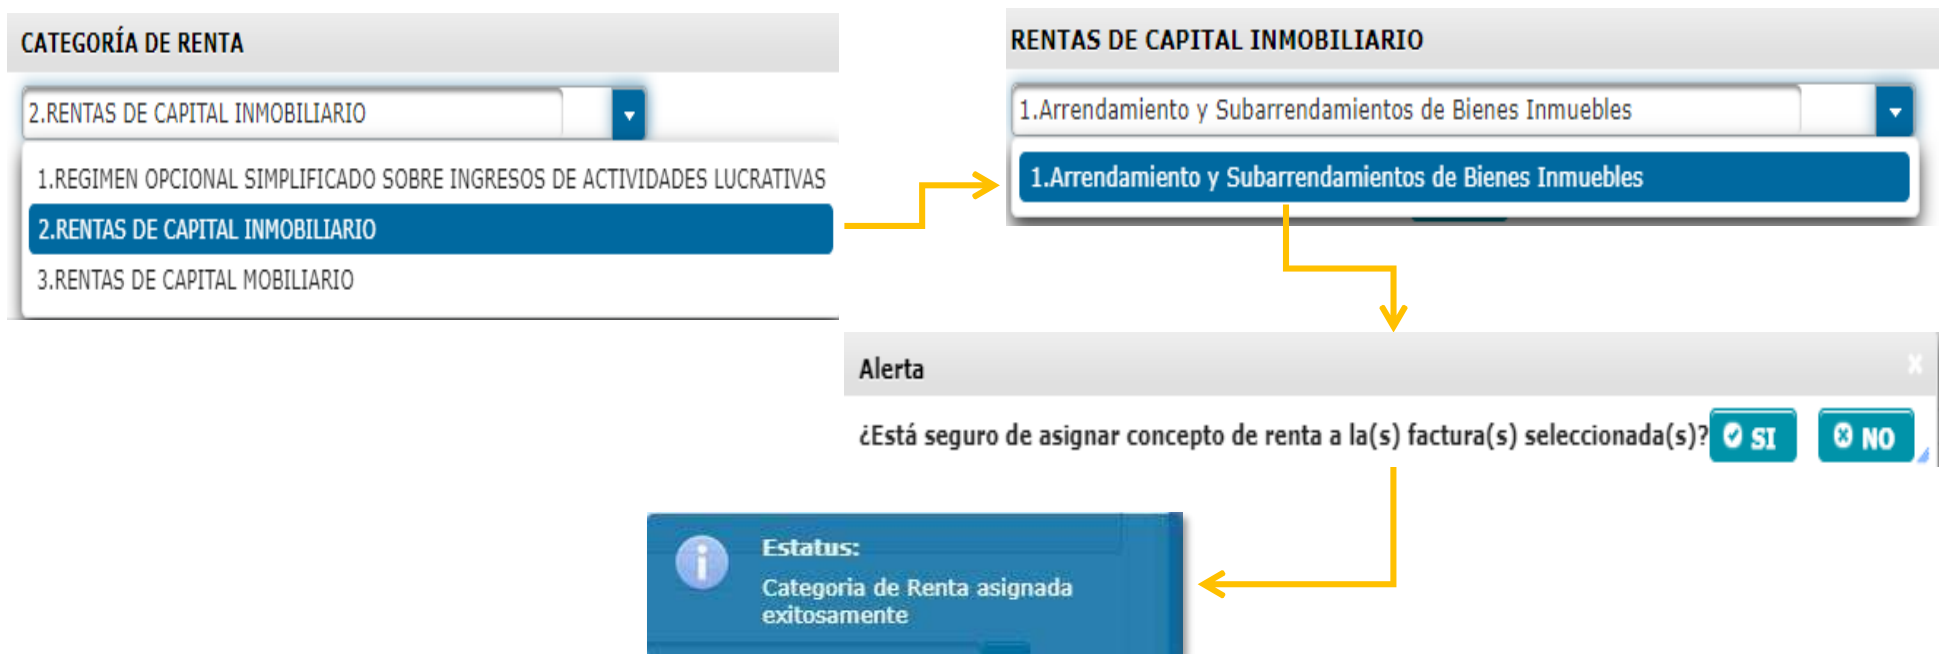 CATEGORÍA DE RENTA
2.RENTAS DE CAPITAL INMOBILIARIO
1.REGIMEN OPCIONAL SIMPLIFICADO SOBRE INGRESOS DE ACTIVIDADES LUCRATIVAS
2.RENTAS DE CAPITAL INMOBILIARIO
3.RENTAS DE CAPITAL MOBILIARIO
RENTAS DE CAPITAL INMOBILIARIO
1.Arrendamiento y Subarrendamientos de Bienes Inmuebles
1.Arrendamiento y Subarrendamientos de Bienes Inmuebles
Alerta
¿Está seguro de asignar concepto de renta a la(s) factura(s) seleccionada(s)? SI NO
Estatus:
Categoria de Renta asignada
exitosamente